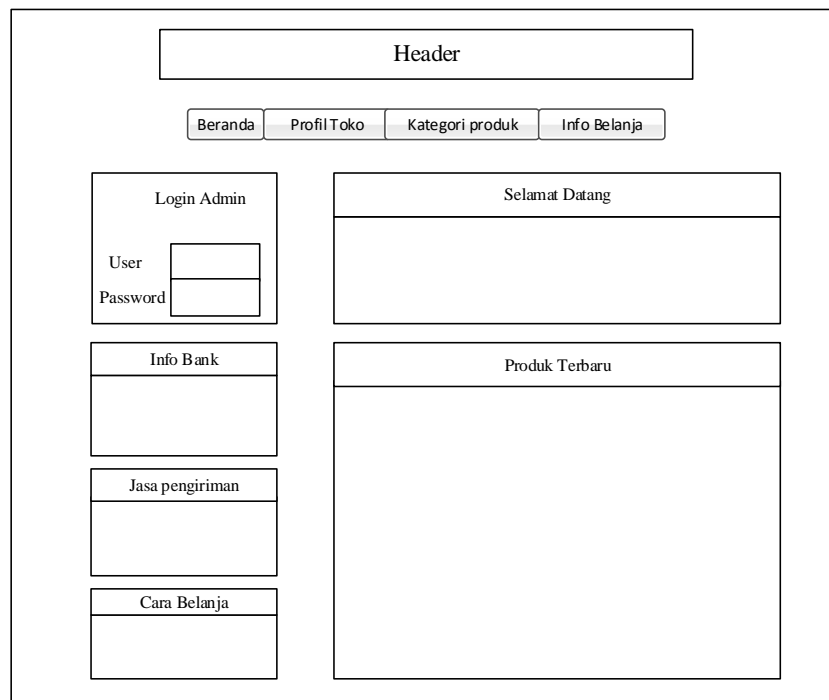 Header
Beranda Profil Toko Kategori produk Info Belanja
Login Admin
User
Password
Selamat Datang
Info Bank
Produk Terbaru
Jasa pengiriman
Cara Belanja